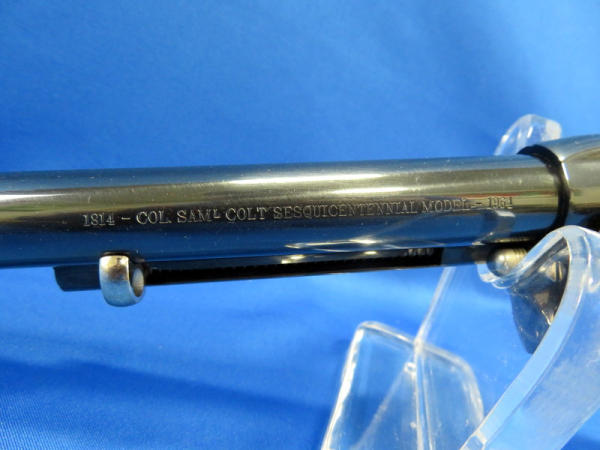 1814 - COL. SAMᴸ COLT SESQUICENTENNIAL MODEL - 1964